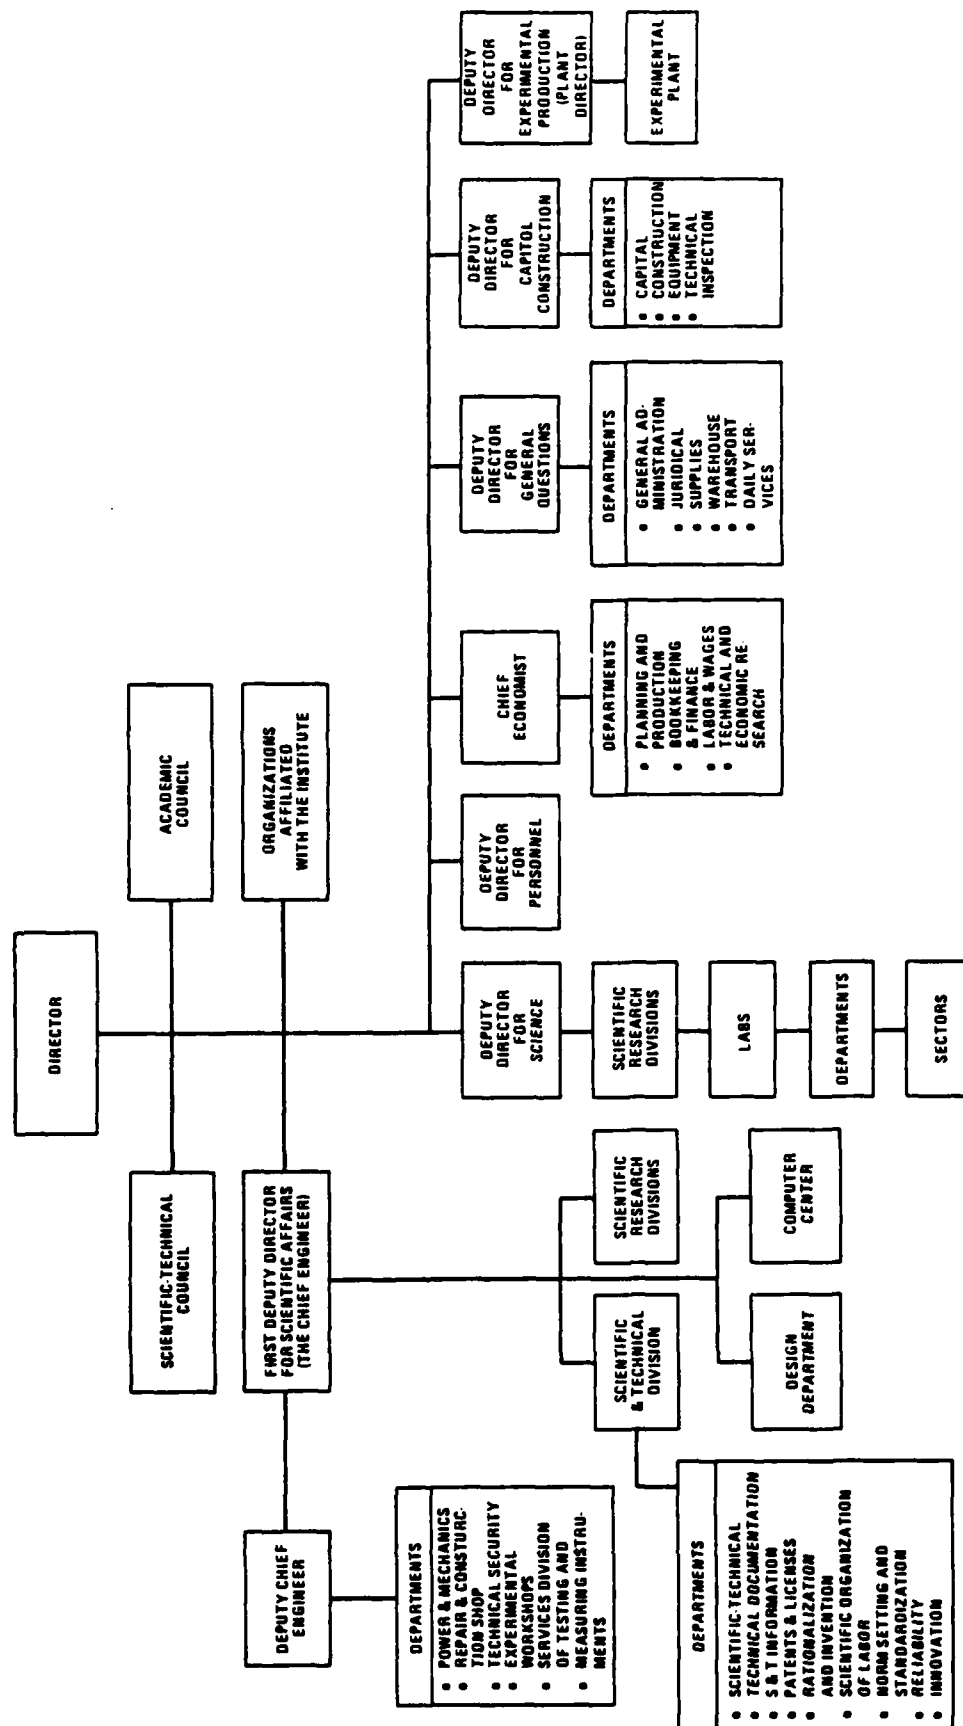 DIRECTOR
SCIENTIFIC-TECHNICAL
COUNCIL
ACADEMIC
COUNCIL
FIRST DEPUTY DIRECTOR
FOR SCIENTIFIC AFFAIRS
(THE CHIEF ENGINEER)
ORGANIZATIONS
AFFILIATED
WITH THE INSTITUTE
DEPUTY CHIEF
ENGINEER
DEPARTMENTS
• POWER & MECHANICS
• REPAIR & CONSTURC-
TION SHOP
• TECHNICAL SECURITY
• EXPERIMENTAL
WORKSHOPS
• SERVICES DIVISION
OF TESTING AND
• MEASURING INSTRU-
MENTS
SCIENTIFIC
& TECHNICAL
DIVISION
SCIENTIFIC
RESEARCH
DIVISIONS
DESIGN
DEPARTMENT
COMPUTER
CENTER
DEPARTMENTS
• SCIENTIFIC-TECHNICAL
• TECHNICAL DOCUMENTATION
• S & T INFORMATION
• PATENTS & LICENSES
• RATIONALIZATION
AND INVENTION
• SCIENTIFIC ORGANIZATION
OF LABOR
• NORM SETTING AND
STANDARDIZATION
• RELIABILITY
• INNOVATION
DEPUTY
DIRECTOR
FOR
SCIENCE
SCIENTIFIC
RESEARCH
DIVISIONS
LABS
DEPARTMENTS
SECTORS
DEPUTY
DIRECTOR
FOR
PERSONNEL
CHIEF
ECONOMIST
DEPARTMENTS
• PLANNING AND
PRODUCTION
• BOOKKEEPING
& FINANCE
• LABOR & WAGES
• TECHNICAL AND
ECONOMIC RE-
SEARCH
DEPUTY
DIRECTOR
FOR
GENERAL
QUESTIONS
DEPARTMENTS
• GENERAL AD-
MINISTRATION
• JURIDICAL
• SUPPLIES
• WAREHOUSE
• TRANSPORT
• DAILY SER-
VICES
DEPUTY
DIRECTOR
FOR
CAPITOL
CONSTRUCTION
DEPARTMENTS
• CAPITAL
• CONSTRUCTION
• EQUIPMENT
• TECHNICAL
INSPECTION
DEPUTY
DIRECTOR
FOR
EXPERIMENTAL
PRODUCTION
(PLANT
DIRECTOR)
EXPERIMENTAL
PLANT